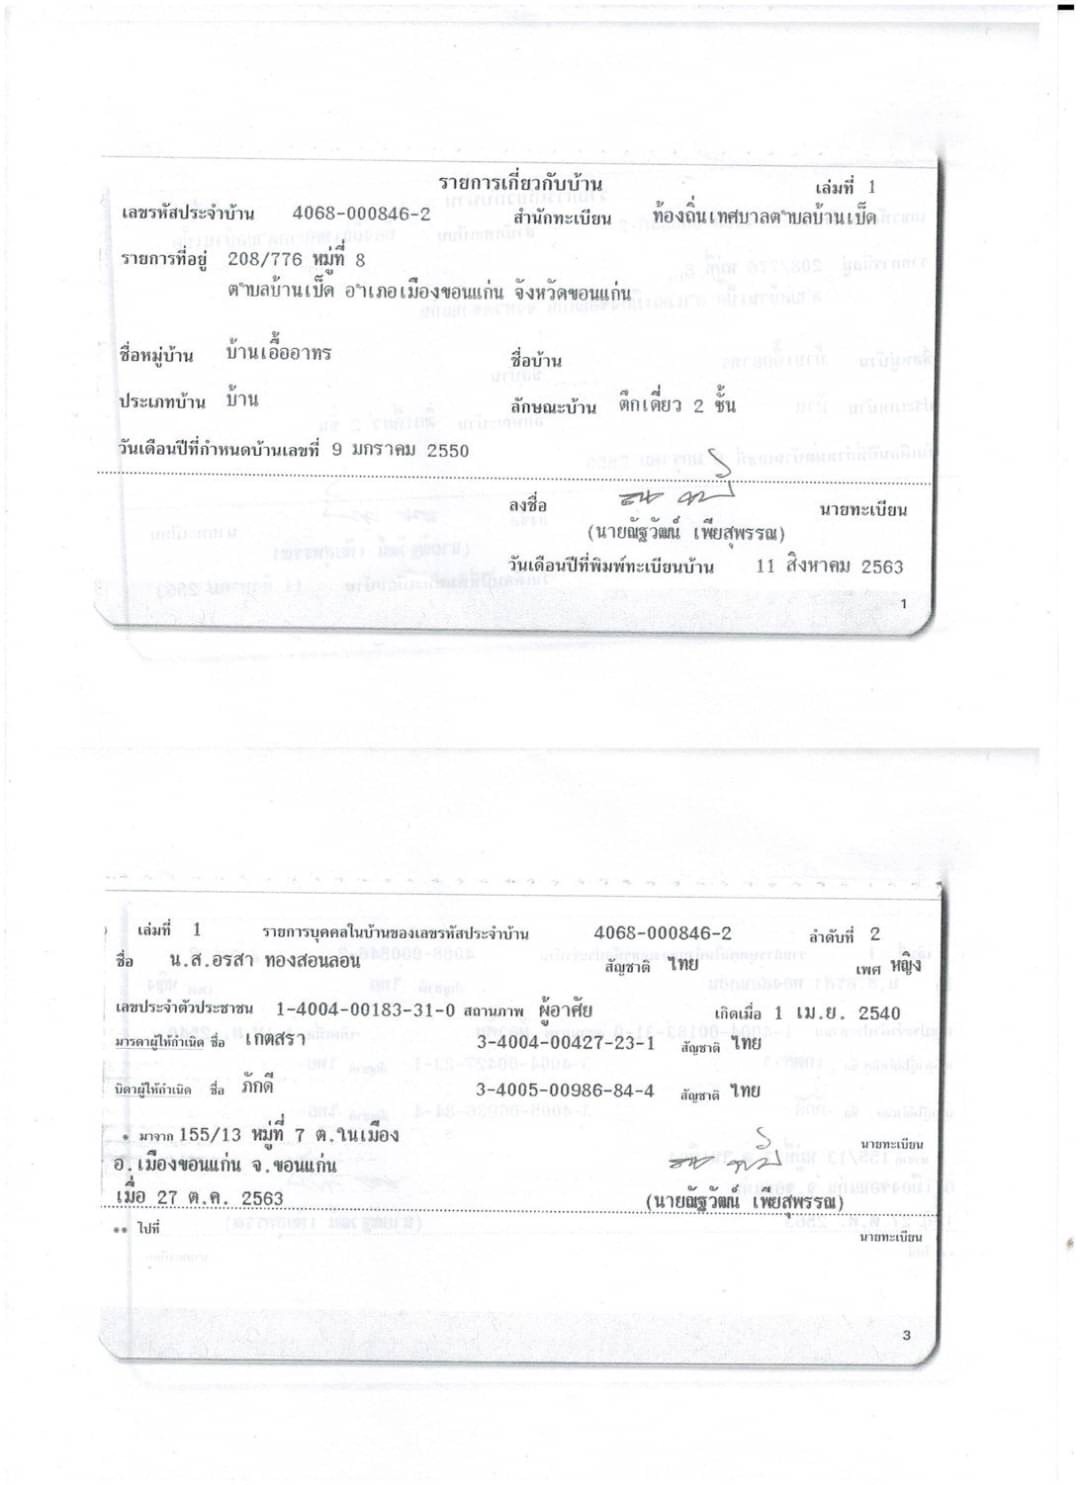 รายการเกี่ยวกับบ้าน เล่มที่ 1
เลขรหัสประจำบ้าน 4068-000846-2 สำนักทะเบียน ท้องถิ่นเทศบาลตำบลบ้านเป็ด
รายการที่อยู่ 208/776 หมู่ที่ 8
ตำบลบ้านเป็ด อำเภอเมืองขอนแก่น จังหวัดขอนแก่น
ชื่อหมู่บ้าน บ้านเอื้ออาทร ชื่อบ้าน
ประเภทบ้าน บ้าน ลักษณะบ้าน ตึกเดี่ยว 2 ชั้น
วันเดือนปีที่กำหนดบ้านเลขที่ 9 มกราคม 2550
ลงชื่อ นายทะเบียน
(นายณัฐวัฒน์ เพียสุพรรณ)
วันเดือนปีที่พิมพ์ทะเบียนบ้าน 11 สิงหาคม 2563
1
เล่มที่ 1 รายการบุคคลในบ้านของเลขรหัสประจำบ้าน 4068-000846-2 ลำดับที่ 2
ชื่อ น.ส.อรสา ทองสอนลอน สัญชาติ ไทย เพศ หญิง
เลขประจำตัวประชาชน 1-4004-00183-31-0 สถานภาพ ผู้อาศัย เกิดเมื่อ 1 เม.ย. 2540
มารดาผู้ให้กำเนิด ชื่อ เกตสรา 3-4004-00427-23-1 สัญชาติ ไทย
บิดาผู้ให้กำเนิด ชื่อ ภักดี 3-4005-00986-84-4 สัญชาติ ไทย
* มาจาก 155/13 หมู่ที่ 7 ต.ในเมือง นายทะเบียน
อ.เมืองขอนแก่น จ.ขอนแก่น
เมื่อ 27 ต.ค. 2563 (นายณัฐวัฒน์ เพียสุพรรณ)
** ไปที่ นายทะเบียน
3